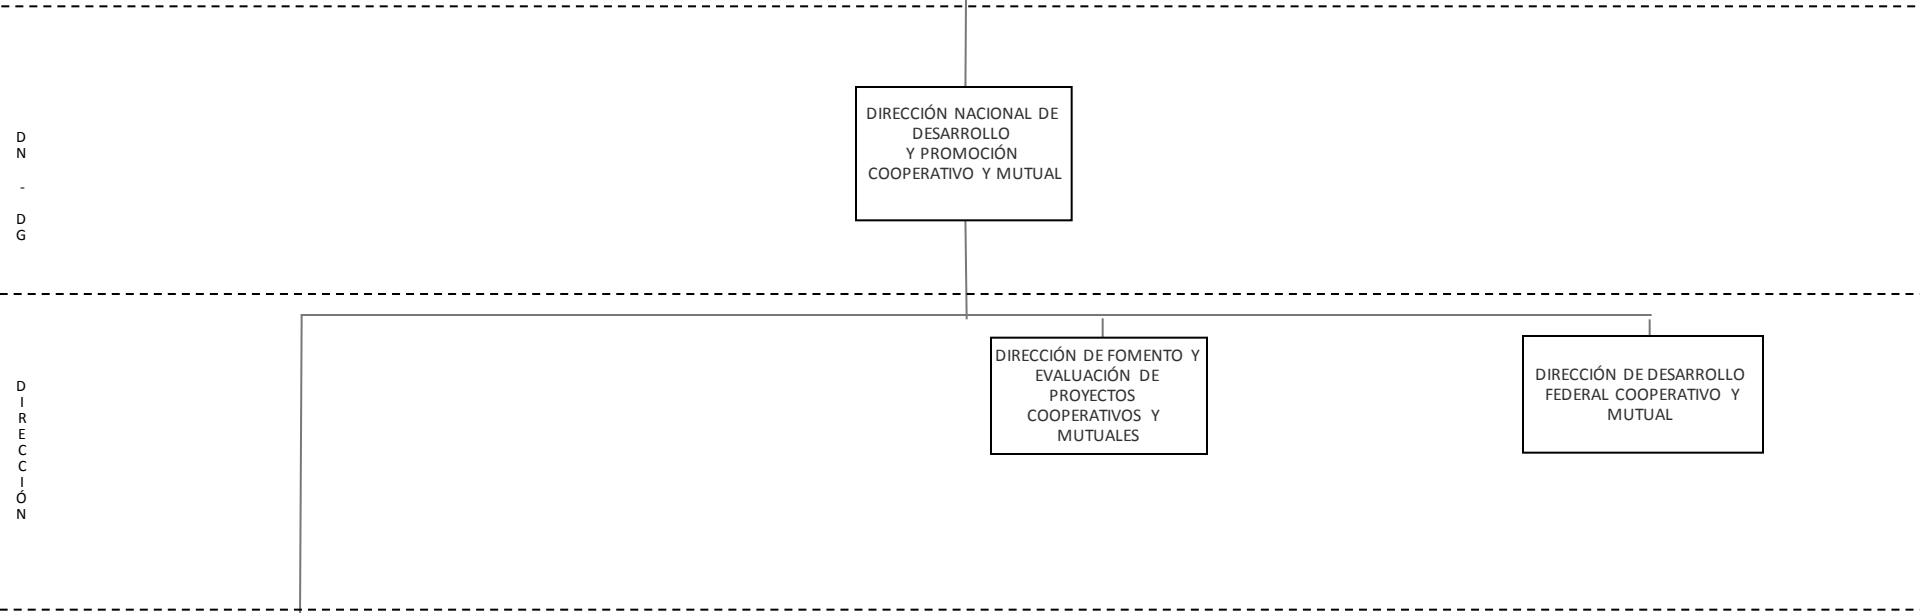 DIRECCIÓN NACIONAL DE
DESARROLLO
Y PROMOCIÓN
COOPERATIVO Y MUTUAL
D
N
-
D
G
DIRECCIÓN DE FOMENTO Y
EVALUACIÓN DE
PROYECTOS
COOPERATIVOS Y
MUTUALES
DIRECCIÓN DE DESARROLLO
FEDERAL COOPERATIVO Y
MUTUAL
D
I
R
E
C
C
I
Ó
N